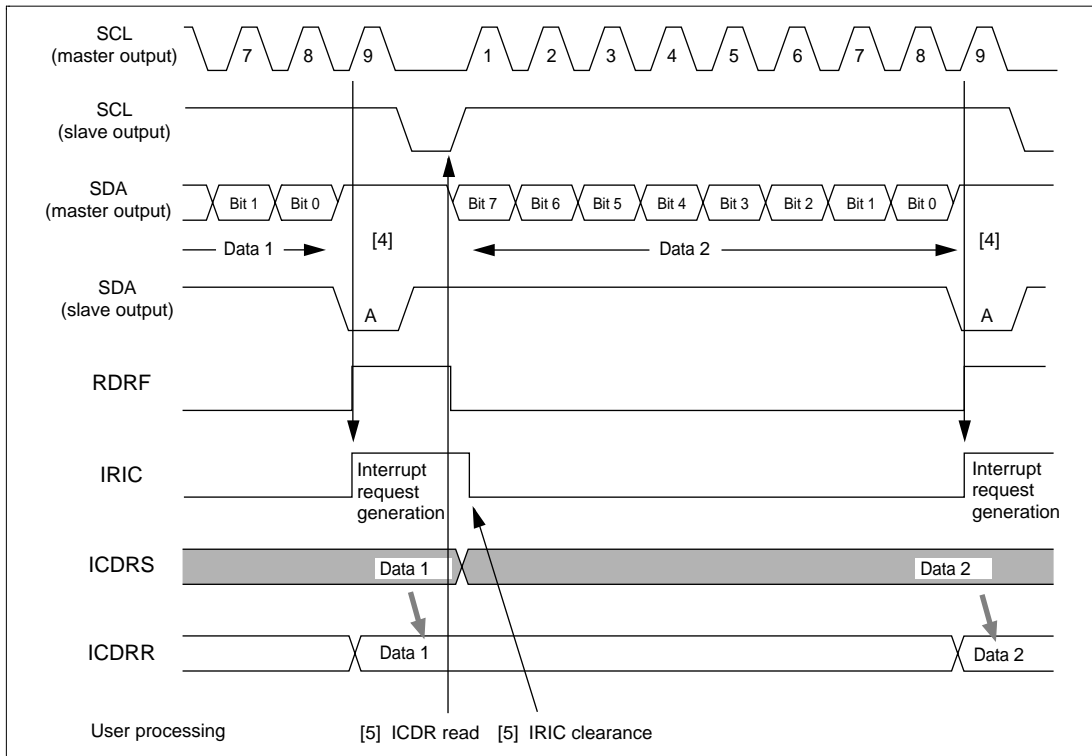 SCL
(master output)
7 8 9 1 2 3 4 5 6 7 8 9
SCL
(slave output)
SDA
(master output)
Bit 1 Bit 0 Bit 7 Bit 6 Bit 5 Bit 4 Bit 3 Bit 2 Bit 1 Bit 0
Data 1 [4] Data 2 [4]
SDA
(slave output)
A A
RDRF
IRIC
Interrupt
request
generation
Interrupt
request
generation
ICDRS
Data 1 Data 2
ICDRR
Data 1 Data 2
User processing [5] ICDR read [5] IRIC clearance